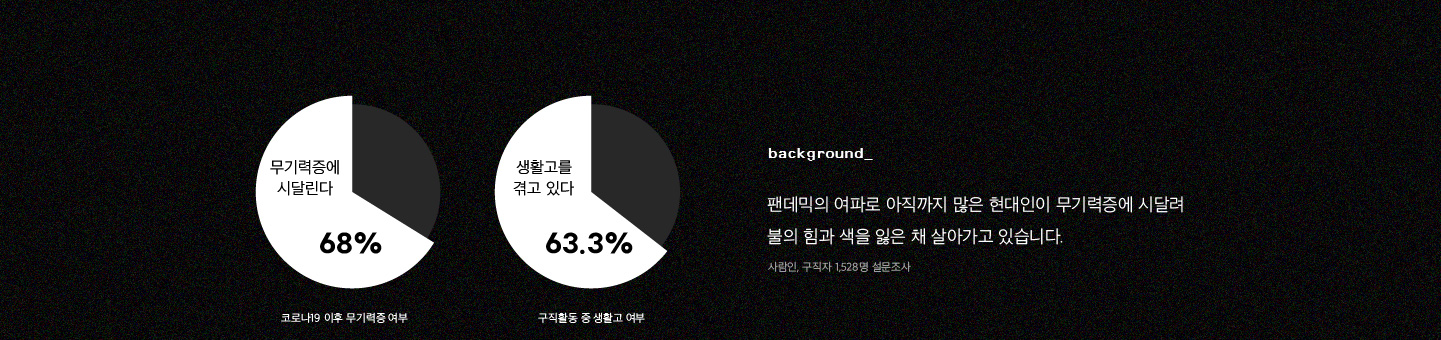 무기력증에
시달린다
68%
코로나19 이후 무기력증 여부
생활고를
겪고 있다
63.3%
구직활동 중 생활고 여부
background_
팬데믹의 여파로 아직까지 많은 현대인이 무기력증에 시달려
불의 힘과 색을 잃은 채 살아가고 있습니다.
사람인, 구직자 1,528명 설문조사